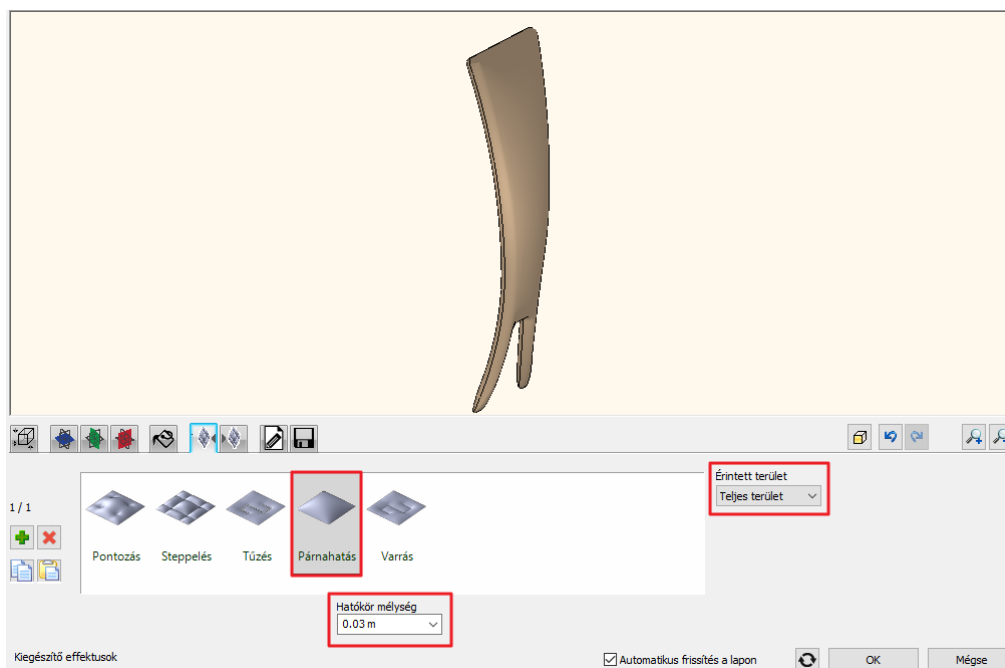 Érintett terület
Teljes terület
1 / 1
Pontozás
Steppelés
Tűzés
Párnahatás
Varrás
Hatókör mélység
0.03 m
Kiegészítő effektusok
Automatikus frissítés a lapon
OK
Mégse